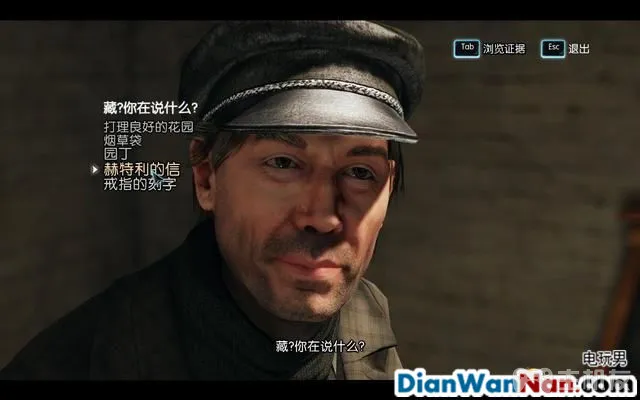 Tab 浏览证据 Esc 退出
藏?你在说什么?
打理良好的花园
烟草袋
园丁
赫特利的信
戒指的刻字
藏?你在说什么?
电玩男
DianWanNan.com